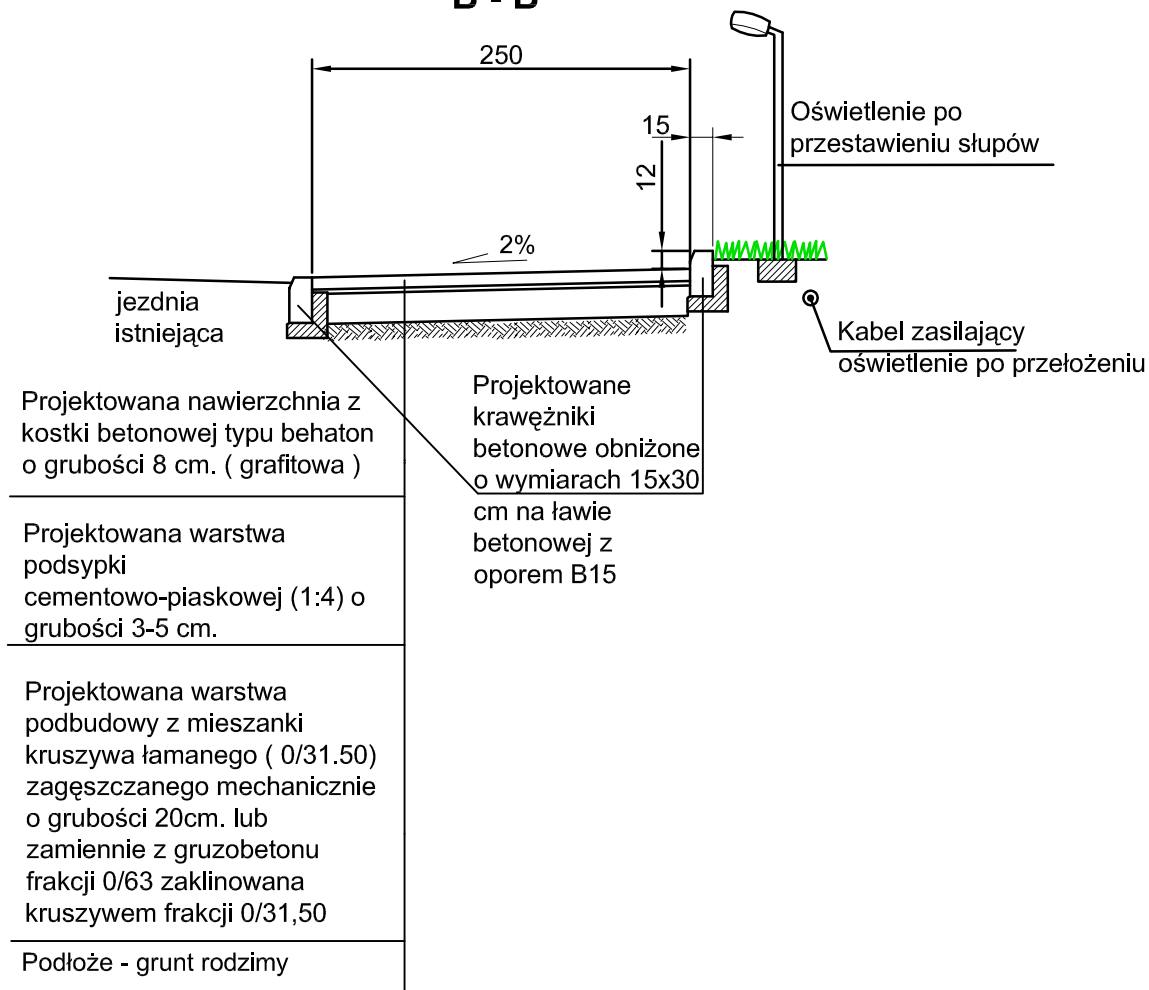 250
15
12
2%
Oświetlenie po
przestawieniu słupów
jezdnia
istniejąca
Kabel zasilający
oświetlenie po przełożeniu
Projektowana nawierzchnia z
kostki betonowej typu behaton
o grubości 8 cm. ( grafitowa )
Projektowane
krawężniki
betonowe obniżone
o wymiarach 15x30
cm na ławie
betonowej z
oporem B15
Projektowana warstwa
podsypki
cementowo-piaskowej (1:4) o
grubości 3-5 cm.
Projektowana warstwa
podbudowy z mieszanki
kruszywa łamanego ( 0/31.50)
zagęszczanego mechanicznie
o grubości 20cm. lub
zamiennie z gruzobetonu
frakcji 0/63 zaklinowana
kruszywem frakcji 0/31,50
Podłoże - grunt rodzimy